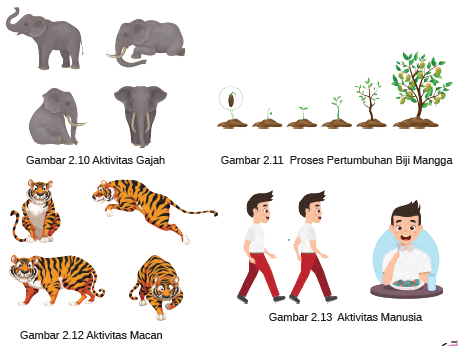 Gambar 2.10 Aktivitas Gajah
Gambar 2.11 Proses Pertumbuhan Biji Mangga
Gambar 2.12 Aktivitas Macan
Gambar 2.13 Aktivitas Manusia